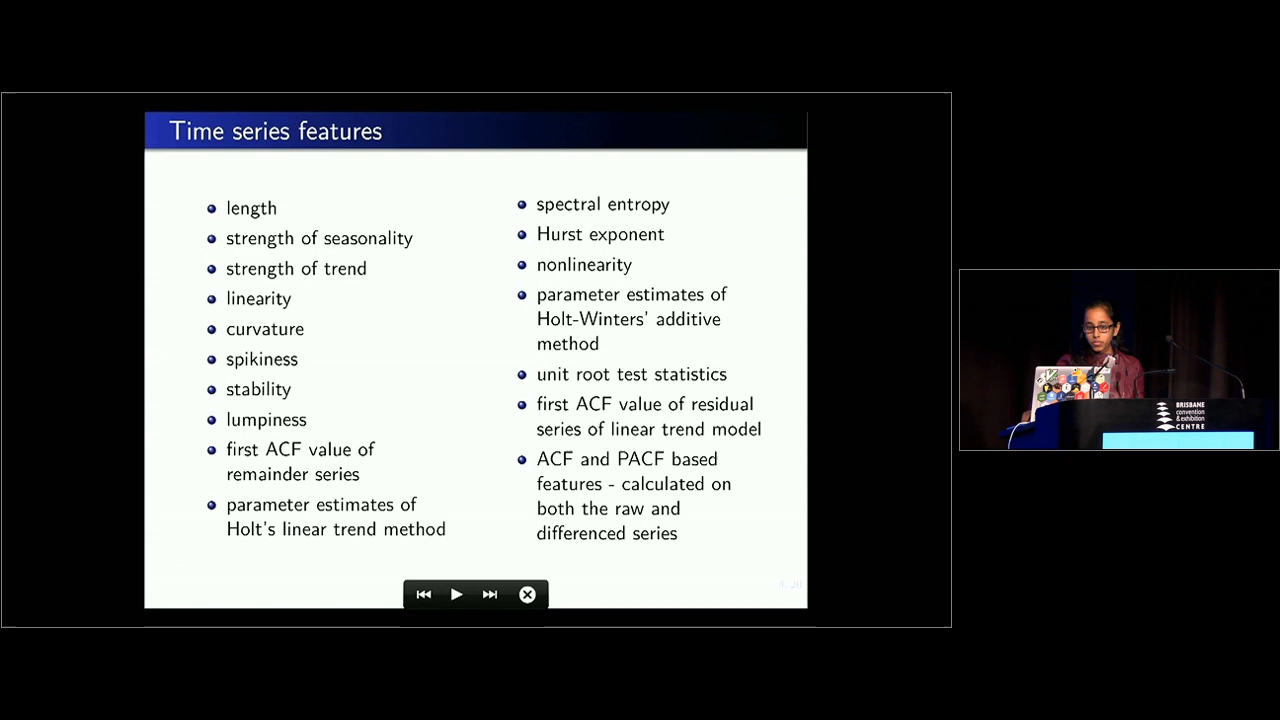 Time series features
length
strength of seasonality
strength of trend
linearity
curvature
spikiness
stability
lumpiness
first ACF value of
remainder series
parameter estimates of
Holt's linear trend method
spectral entropy
Hurst exponent
nonlinearity
parameter estimates of
Holt-Winters' additive
method
unit root test statistics
first ACF value of residual
series of linear trend model
ACF and PACF based
features - calculated on
both the raw and
differenced series
BRISBANE
convention
& exhibition
CENTRE